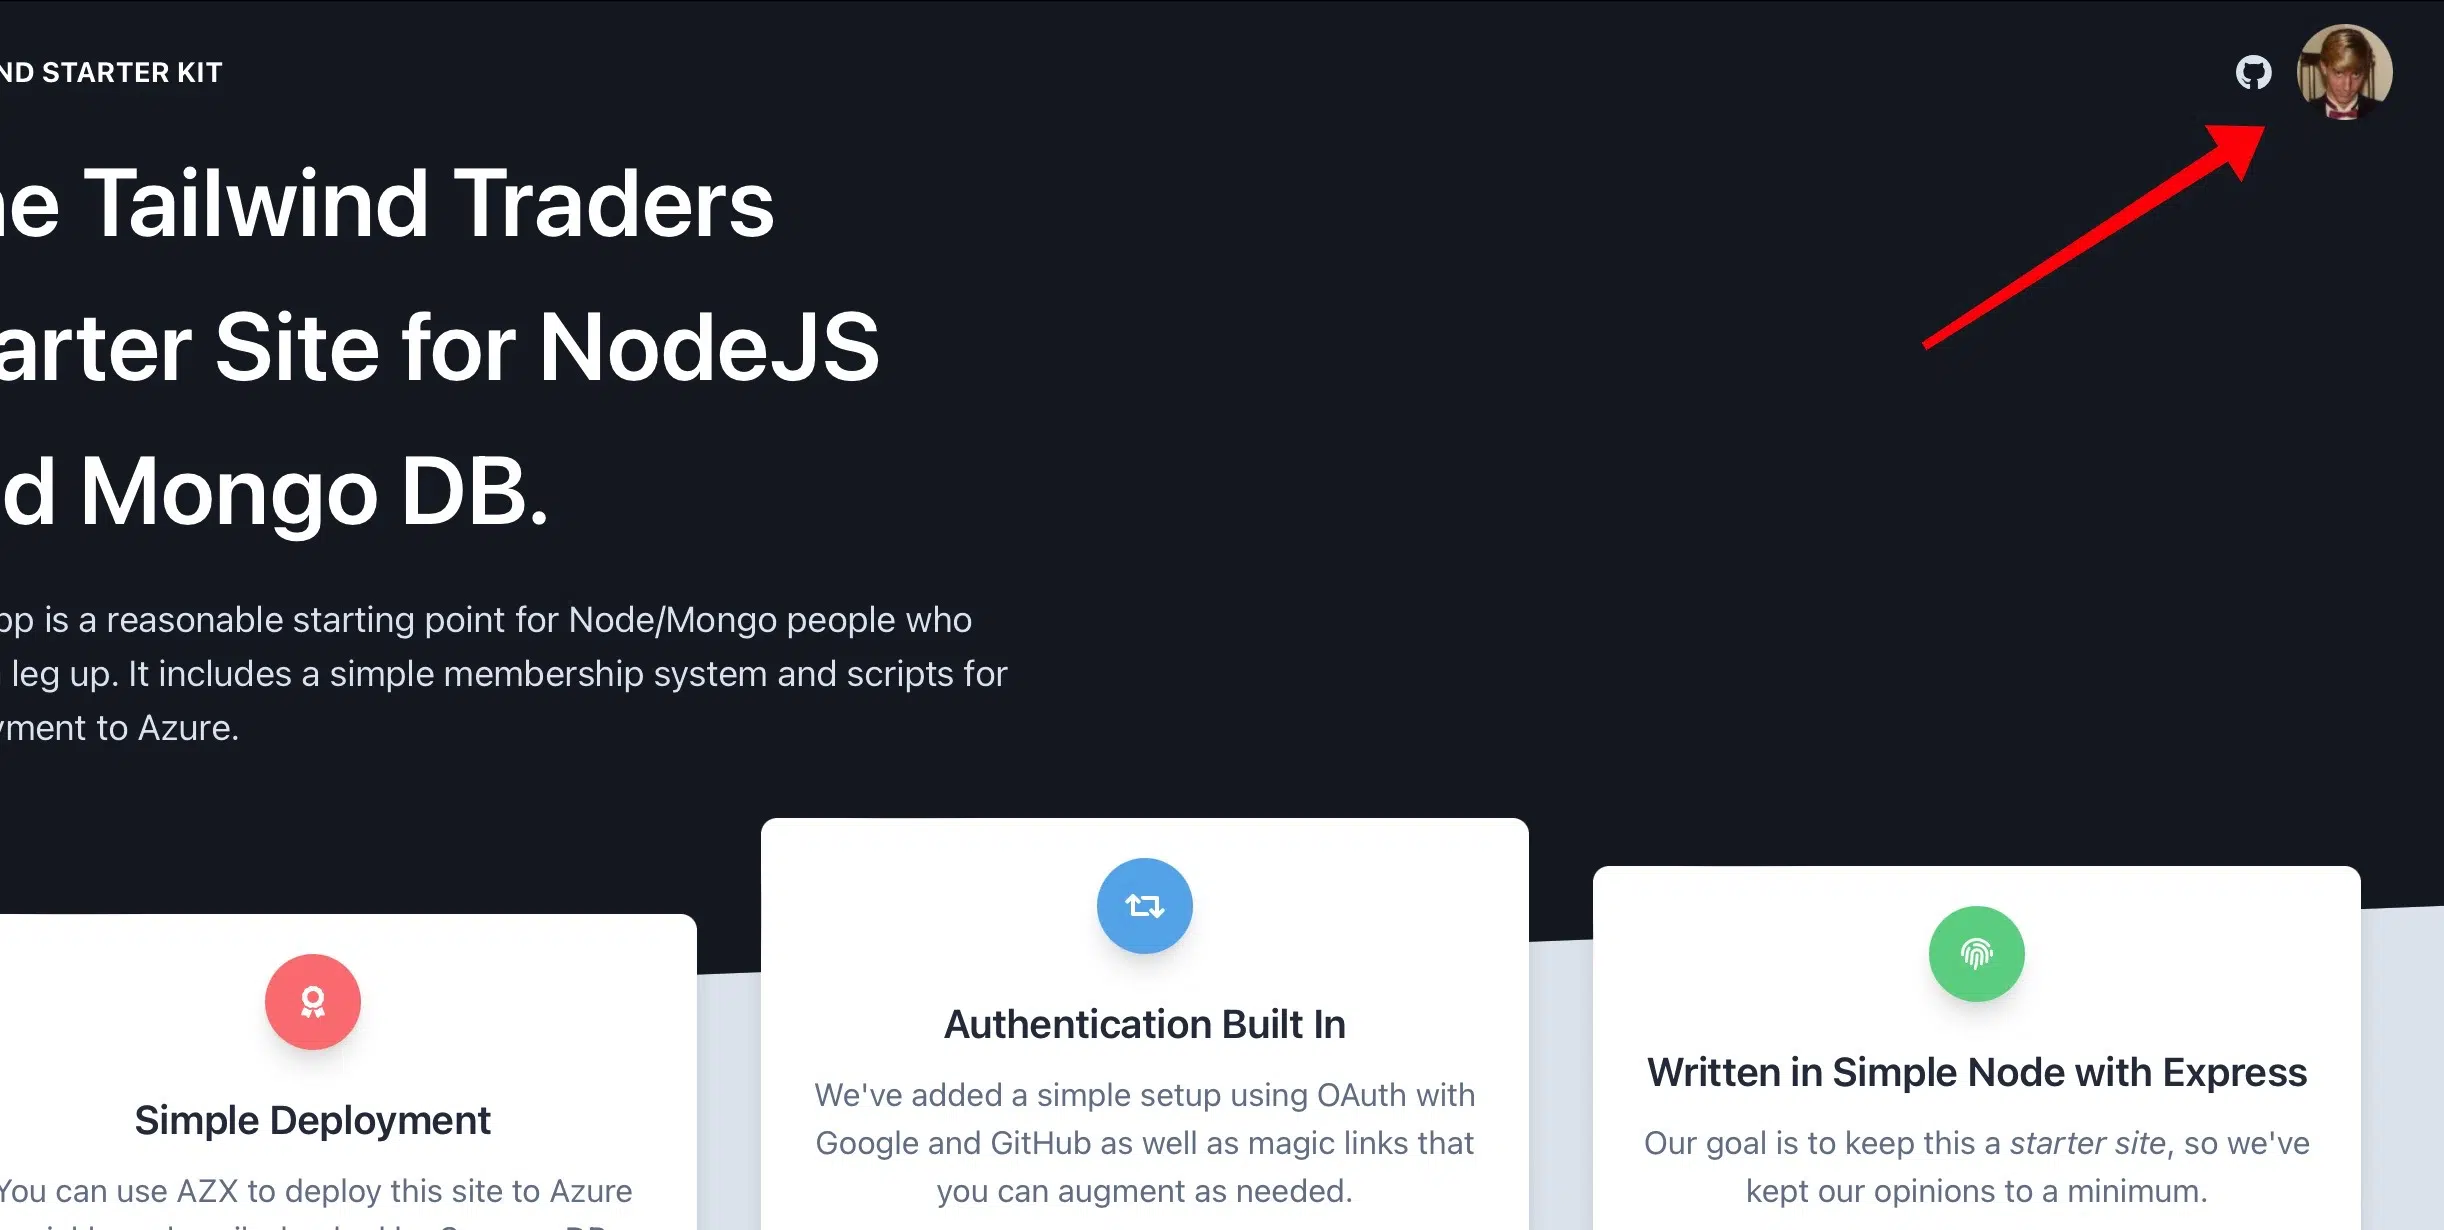 ND STARTER KIT
ne Tailwind Traders
arter Site for NodeJS
d Mongo DB.
pp is a reasonable starting point for Node/Mongo people who
leg up. It includes a simple membership system and scripts for
yment to Azure.
Simple Deployment
You can use AZX to deploy this site to Azure
Authentication Built In
We've added a simple setup using OAuth with
Google and GitHub as well as magic links that
you can augment as needed.
Written in Simple Node with Express
Our goal is to keep this a starter site, so we've
kept our opinions to a minimum.